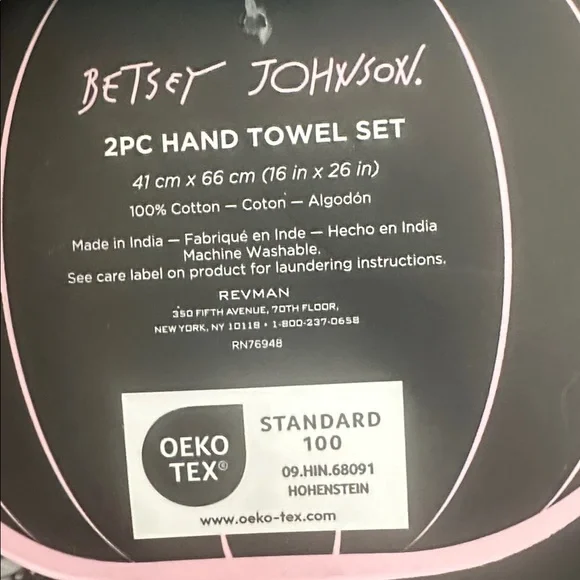 BETSEY JOHNSON.
2PC HAND TOWEL SET
41 cm x 66 cm (16 in x 26 in)
100% Cotton — Coton — Algodón
Made in India — Fabriqué en Inde — Hecho en India
Machine Washable.
See care label on product for laundering instructions.
REVMAN
350 FIFTH AVENUE, 70TH FLOOR,
NEW YORK, NY 10118 • 1-800-237-0658
RN76948
OEKO
TEX®
STANDARD
100
09.HIN.68091
HOHENSTEIN
www.oeko-tex.com